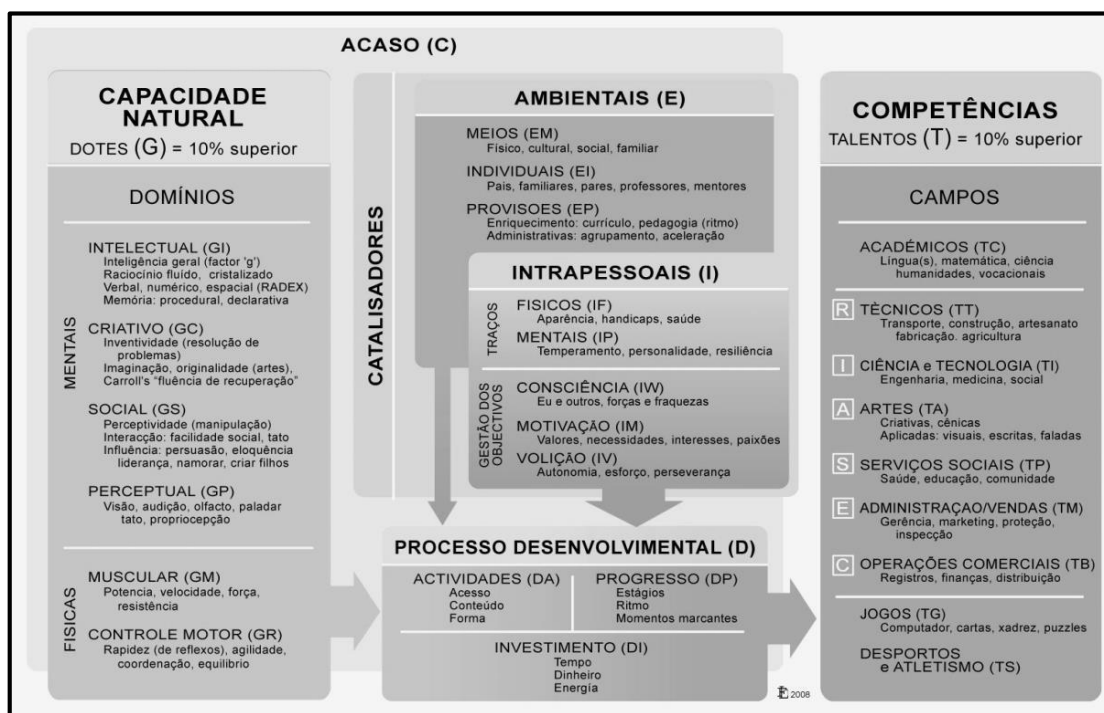 ACASO (C)
CAPACIDADE
NATURAL
DOTES (G) = 10% superior
DOMÍNIOS
MENTAIS
INTELECTUAL (GI)
Inteligência geral (factor 'g')
Raciocínio fluído, cristalizado
Verbal, numérico, espacial (RADEX)
Memória: procedural, declarativa
CRIATIVO (GC)
Inventividade (resolução de
problemas)
Imaginação, originalidade (artes),
Carroll's “fluência de recuperação”
SOCIAL (GS)
Perceptividade (manipulação)
Interacção: facilidade social, tato
Influência: persuasão, eloquência
liderança, namorar, criar filhos
PERCEPTUAL (GP)
Visão, audição, olfacto, paladar
tato, propriocepção
FISICAS
MUSCULAR (GM)
Potencia, velocidade, força,
resistência
CONTROLE MOTOR (GR)
Rapidez (de reflexos), agilidade,
coordenação, equilibrio
CATALISADORES
AMBIENTAIS (E)
MEIOS (EM)
Físico, cultural, social, familiar
INDIVIDUAIS (EI)
Pais, familiares, pares, professores, mentores
PROVISOES (EP)
Enriquecimento: currículo, pedagogia (ritmo)
Administrativas: agrupamento, aceleração
INTRAPESSOAIS (I)
TRAÇOS
FISICOS (IF)
Aparência, handicaps, saúde
MENTAIS (IP)
Temperamento, personalidade, resiliência
GESTÃO DOS
OBJECTIVOS
CONSCIÊNCIA (IW)
Eu e outros, forças e fraquezas
MOTIVAÇÃO (IM)
Valores, necessidades, interesses, paixões
VOLIÇÃO (IV)
Autonomia, esforço, perseverança
PROCESSO DESENVOLVIMENTAL (D)
ACTIVIDADES (DA)
Acesso
Conteúdo
Forma
PROGRESSO (DP)
Estágios
Ritmo
Momentos marcantes
INVESTIMENTO (DI)
Tempo
Dinheiro
Energia
2008
COMPETÊNCIAS
TALENTOS (T) = 10% superior
CAMPOS
ACADÉMICOS (TC)
Língua(s), matemática, ciência
humanidades, vocacionais
R TÈCNICOS (TT)
Transporte, construção, artesanato
fabricação. agricultura
I CIÊNCIA e TECNOLOGIA (TI)
Engenharia, medicina, social
A ARTES (TA)
Criativas, cênicas
Aplicadas: visuais, escritas, faladas
S SERVIÇOS SOCIAIS (TP)
Saúde, educação, comunidade
E ADMINISTRAÇAO/VENDAS (TM)
Gerência, marketing, proteção,
inspecção
C OPERAÇÕES COMERCIAIS (TB)
Registros, finanças, distribuição
JOGOS (TG)
Computador, cartas, xadrez, puzzles
DESPORTOS
e ATLETISMO (TS)